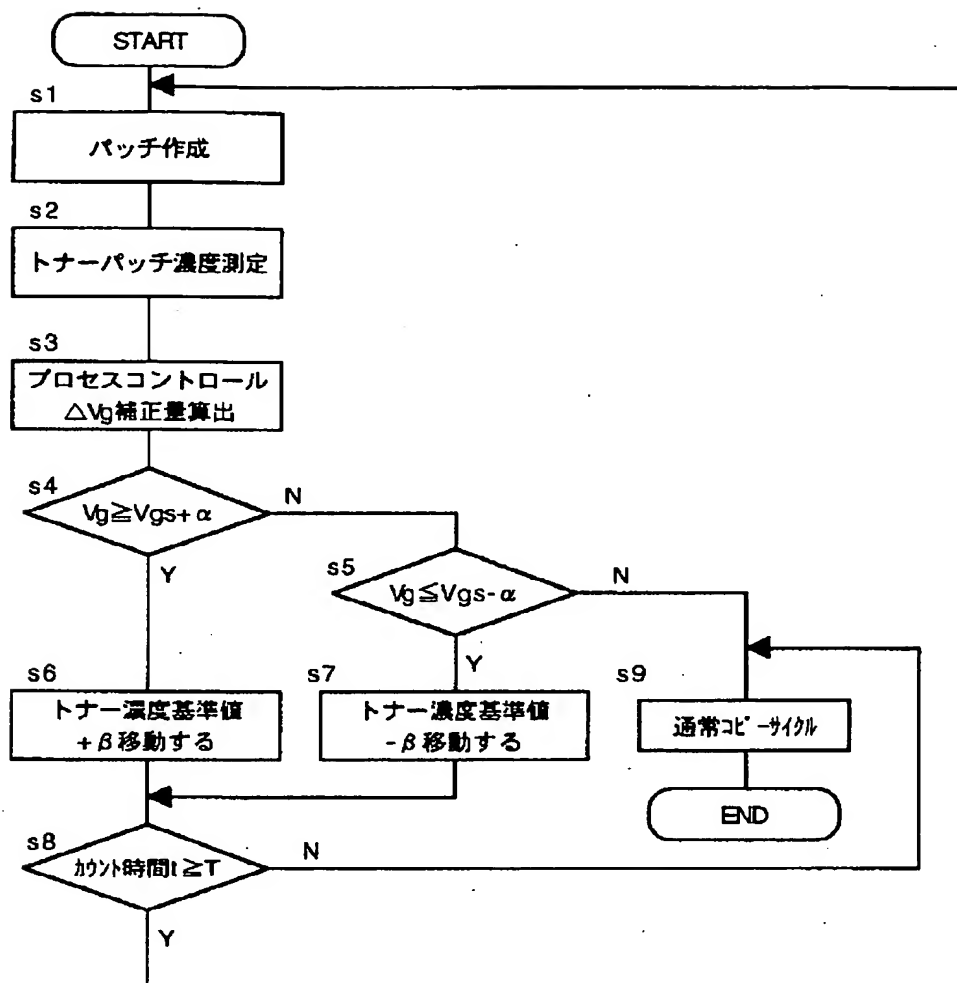 START
s1
パッチ作成
s2
トナーパッチ濃度測定
s3
プロセスコントロール
△Vg補正量算出
s4
Vg≧Vgs+α
N
Y
s5
Vg≦Vgs-α
N
Y
s6
トナー濃度基準値
+β移動する
s7
トナー濃度基準値
-β移動する
s9
通常コピーサイクル
END
s8
カウント時間t≧T
N
Y